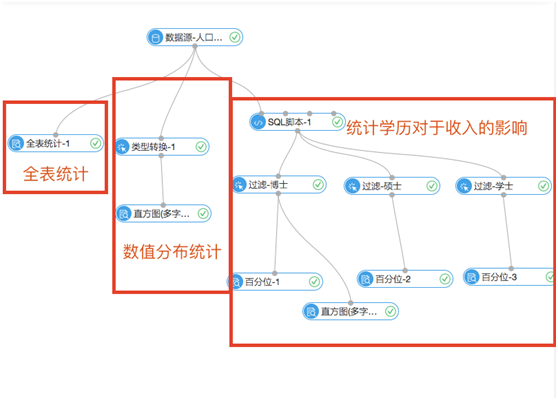 数据源-人口...
SQL脚本-1
统计学历对于收入的影响
全表统计-1
类型转换-1
全表统计
过滤-博士
过滤-硕士
过滤-学士
直方图(多字...
数值分布统计
百分位-1
百分位-2
百分位-3
直方图(多字...